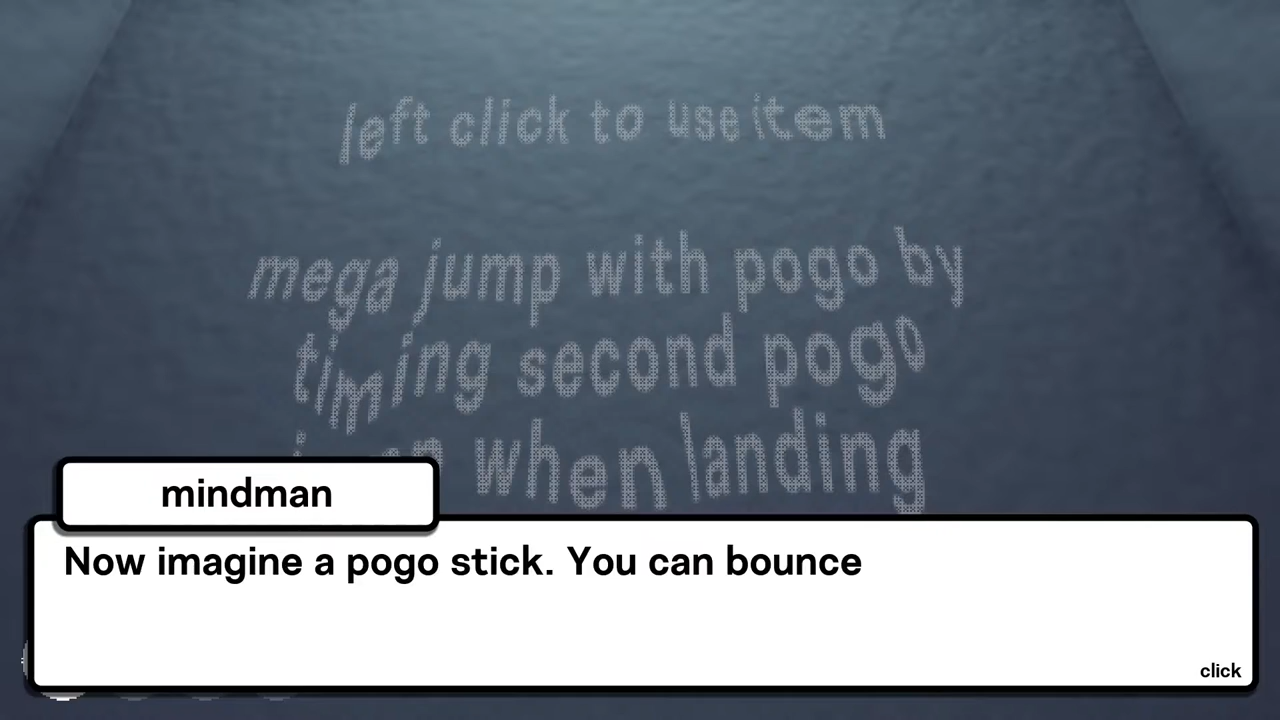 left click to use item
mega jump with pogo by
timing second pogo
when landing
mindman
Now imagine a pogo stick. You can bounce
click